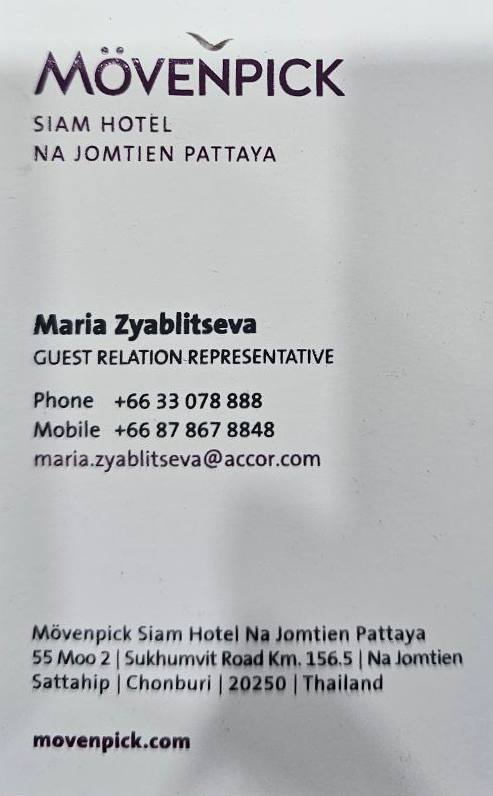 MÖVENPICK
SIAM HOTEL
NA JOMTIEN PATTAYA
Maria Zyablitseva
GUEST RELATION REPRESENTATIVE
Phone +66 33 078 888
Mobile +66 87 867 8848
maria.zyablitseva@accor.com
Mövenpick Siam Hotel Na Jomtien Pattaya
55 Moo 2 | Sukhumvit Road Km. 156.5 | Na Jomtien
Sattahip | Chonburi | 20250 | Thailand
movenpick.com